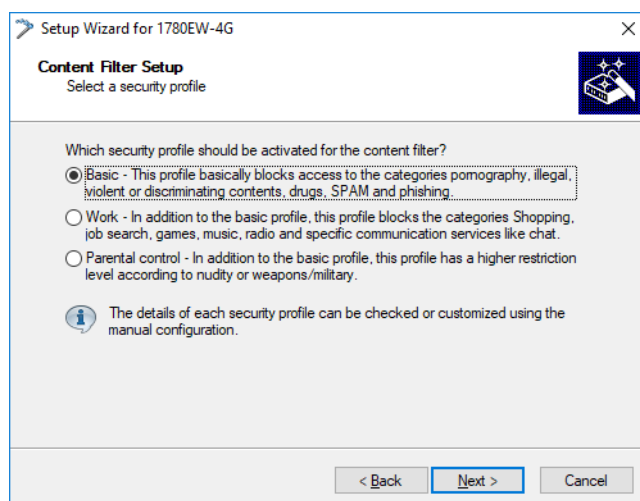 Setup Wizard for 1780EW-4G
Content Filter Setup
Select a security profile
Which security profile should be activated for the content filter?
Basic - This profile basically blocks access to the categories pornography, illegal,
violent or discriminating contents, drugs, SPAM and phishing.
Work - In addition to the basic profile, this profile blocks the categories Shopping,
job search, games, music, radio and specific communication services like chat.
Parental control - In addition to the basic profile, this profile has a higher restriction
level according to nudity or weapons/military.
The details of each security profile can be checked or customized using the
manual configuration.
< Back Next > Cancel